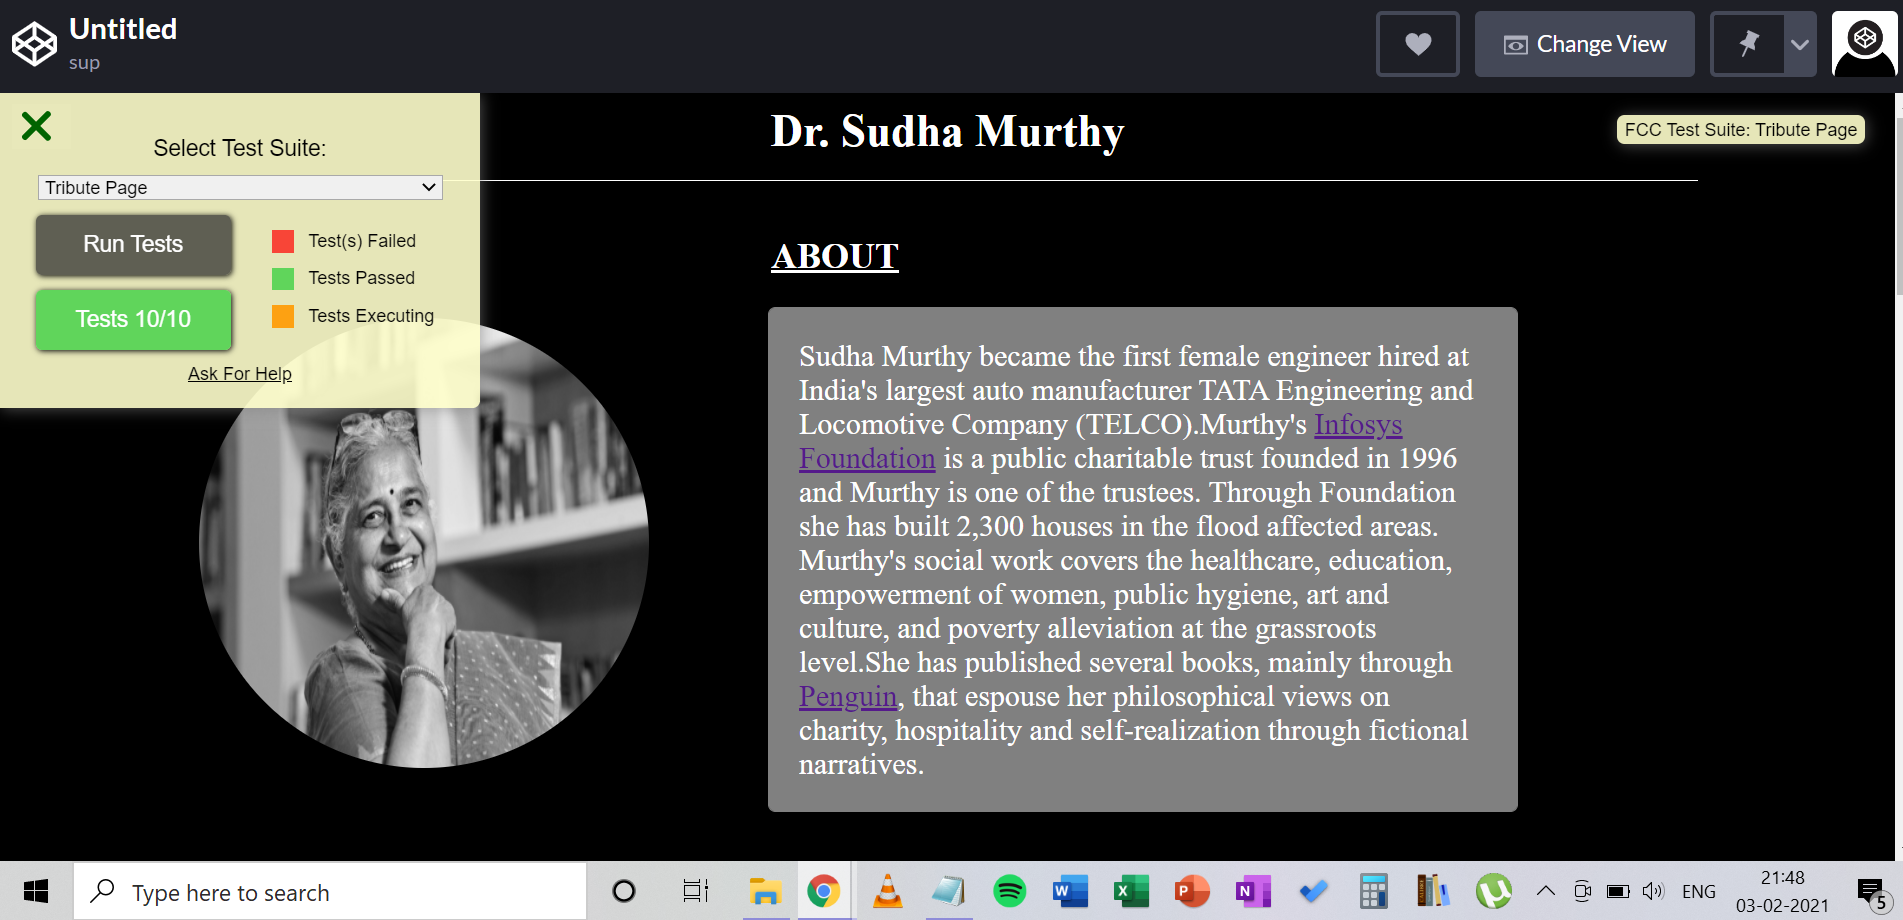 Untitled
sup
Change View
Select Test Suite:
Tribute Page
Run Tests
Test(s) Failed
Tests Passed
Tests 10/10
Tests Executing
Ask For Help
Dr. Sudha Murthy
FCC Test Suite: Tribute Page
ABOUT
Sudha Murthy became the first female engineer hired at
India's largest auto manufacturer TATA Engineering and
Locomotive Company (TELCO).Murthy's Infosys
Foundation is a public charitable trust founded in 1996
and Murthy is one of the trustees. Through Foundation
she has built 2,300 houses in the flood affected areas.
Murthy's social work covers the healthcare, education,
empowerment of women, public hygiene, art and
culture, and poverty alleviation at the grassroots
level.She has published several books, mainly through
Penguin, that espouse her philosophical views on
charity, hospitality and self-realization through fictional
narratives.
Type here to search
W
X
P
N
ENG
21:48
03-02-2021
5